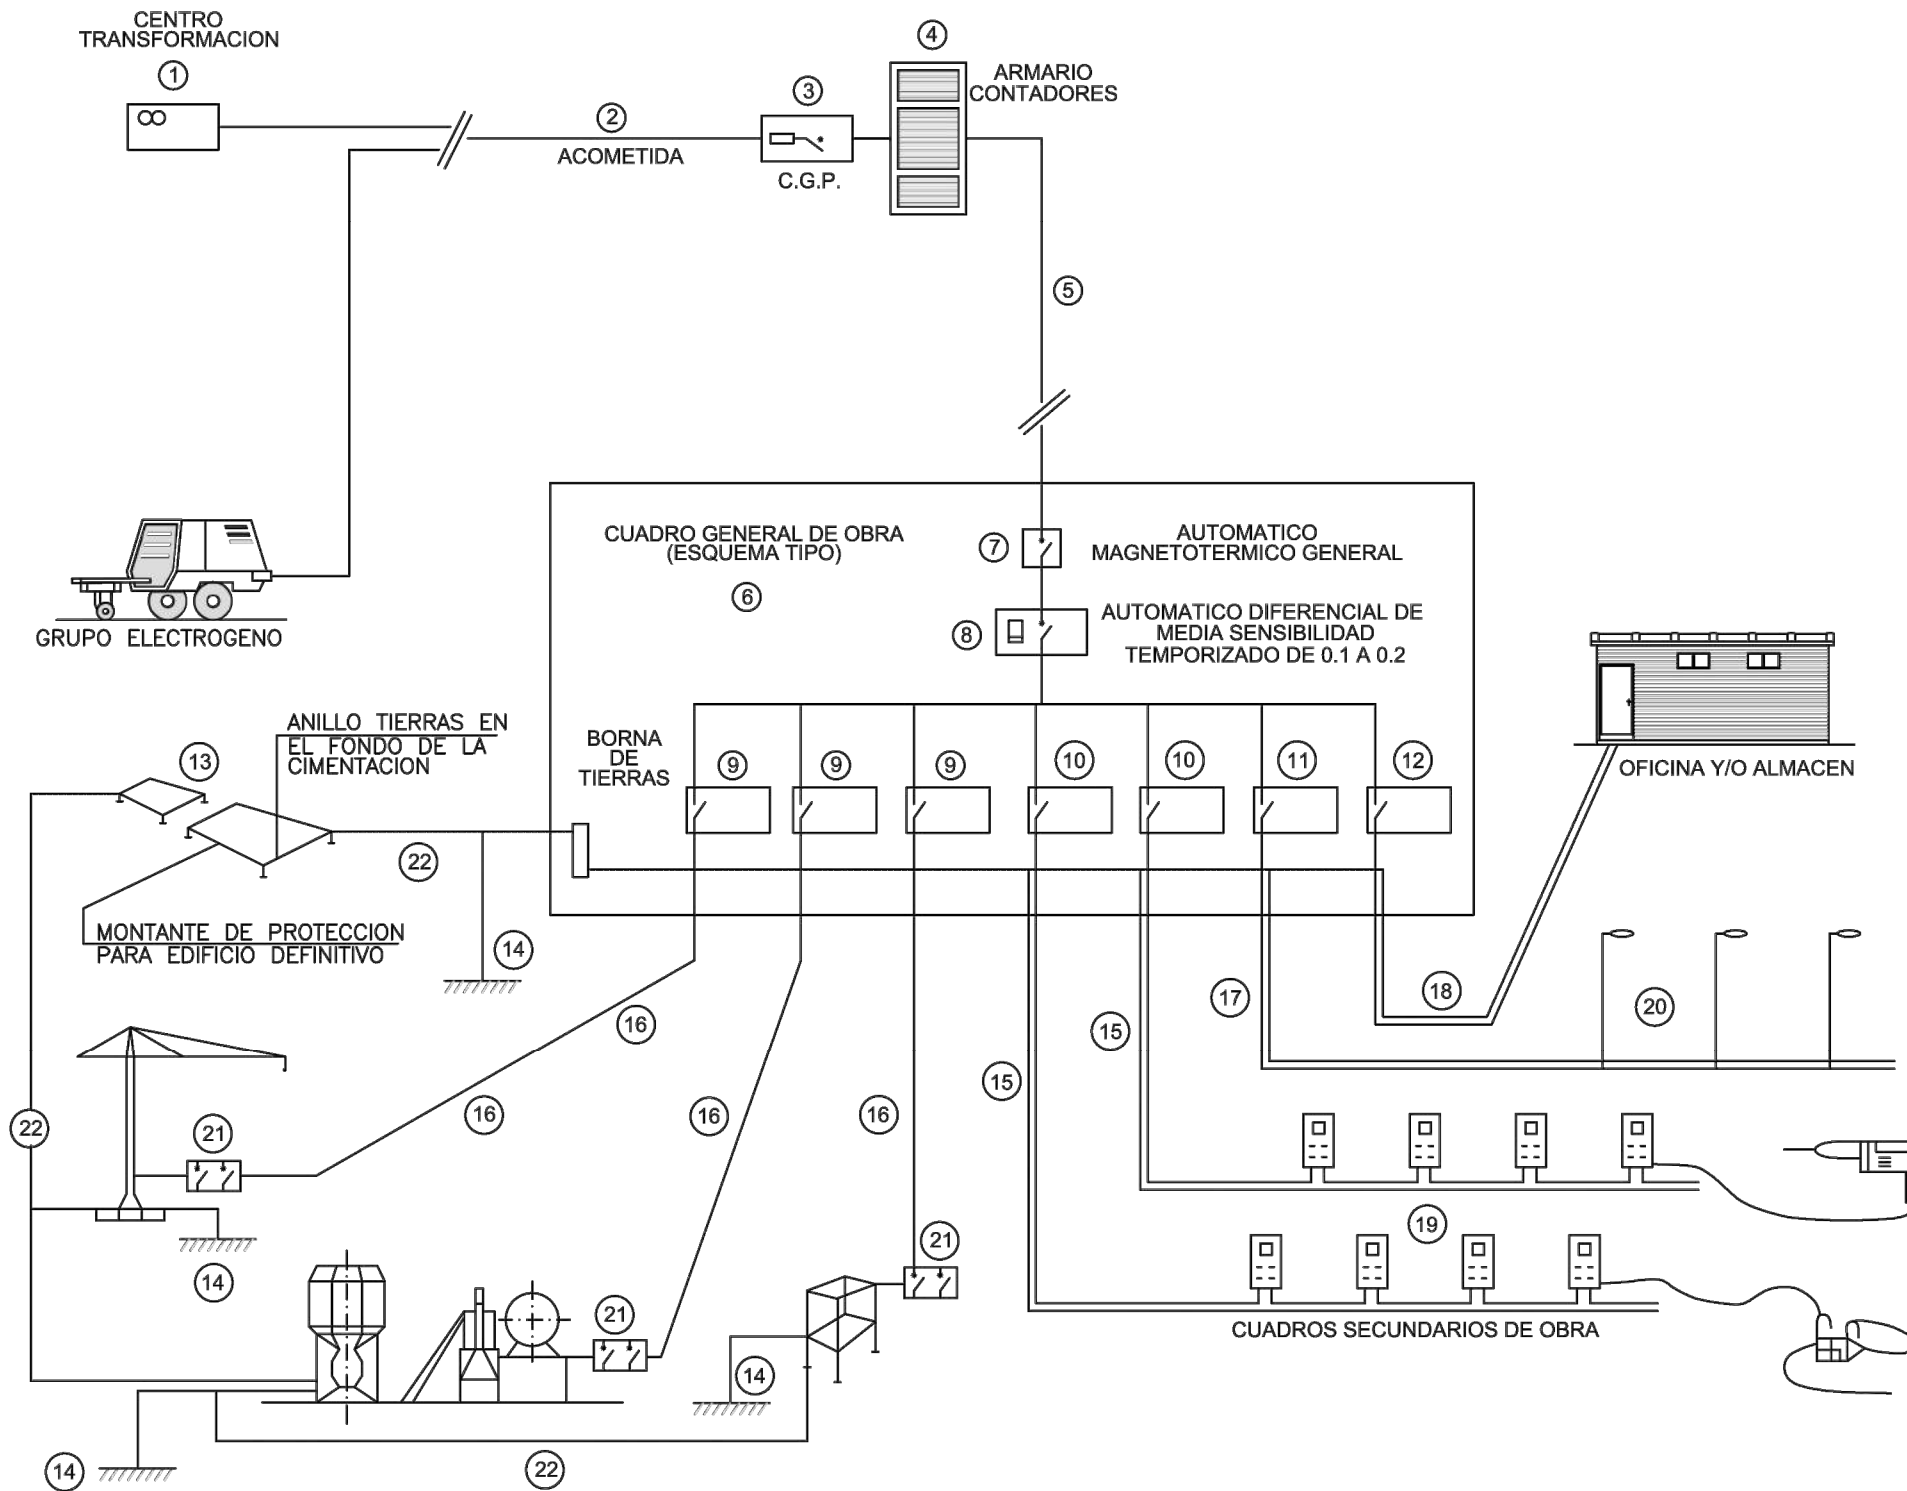 CENTRO
TRANSFORMACION
1
2
ACOMETIDA
3
C.G.P.
4
ARMARIO
CONTADORES
5
GRUPO ELECTROGENO
CUADRO GENERAL DE OBRA
(ESQUEMA TIPO)
6
7
AUTOMATICO
MAGNETOTERMICO GENERAL
8
AUTOMATICO DIFERENCIAL DE
MEDIA SENSIBILIDAD
TEMPORIZADO DE 0.1 A 0.2
BORNA
DE
TIERRAS
9
9
9
10
10
11
12
OFICINA Y/O ALMACEN
ANILLO TIERRAS EN
EL FONDO DE LA
CIMENTACION
13
22
MONTANTE DE PROTECCION
PARA EDIFICIO DEFINITIVO
14
16
15
17
18
20
15
16
16
16
22
21
14
19
21
21
CUADROS SECUNDARIOS DE OBRA
14
14
22